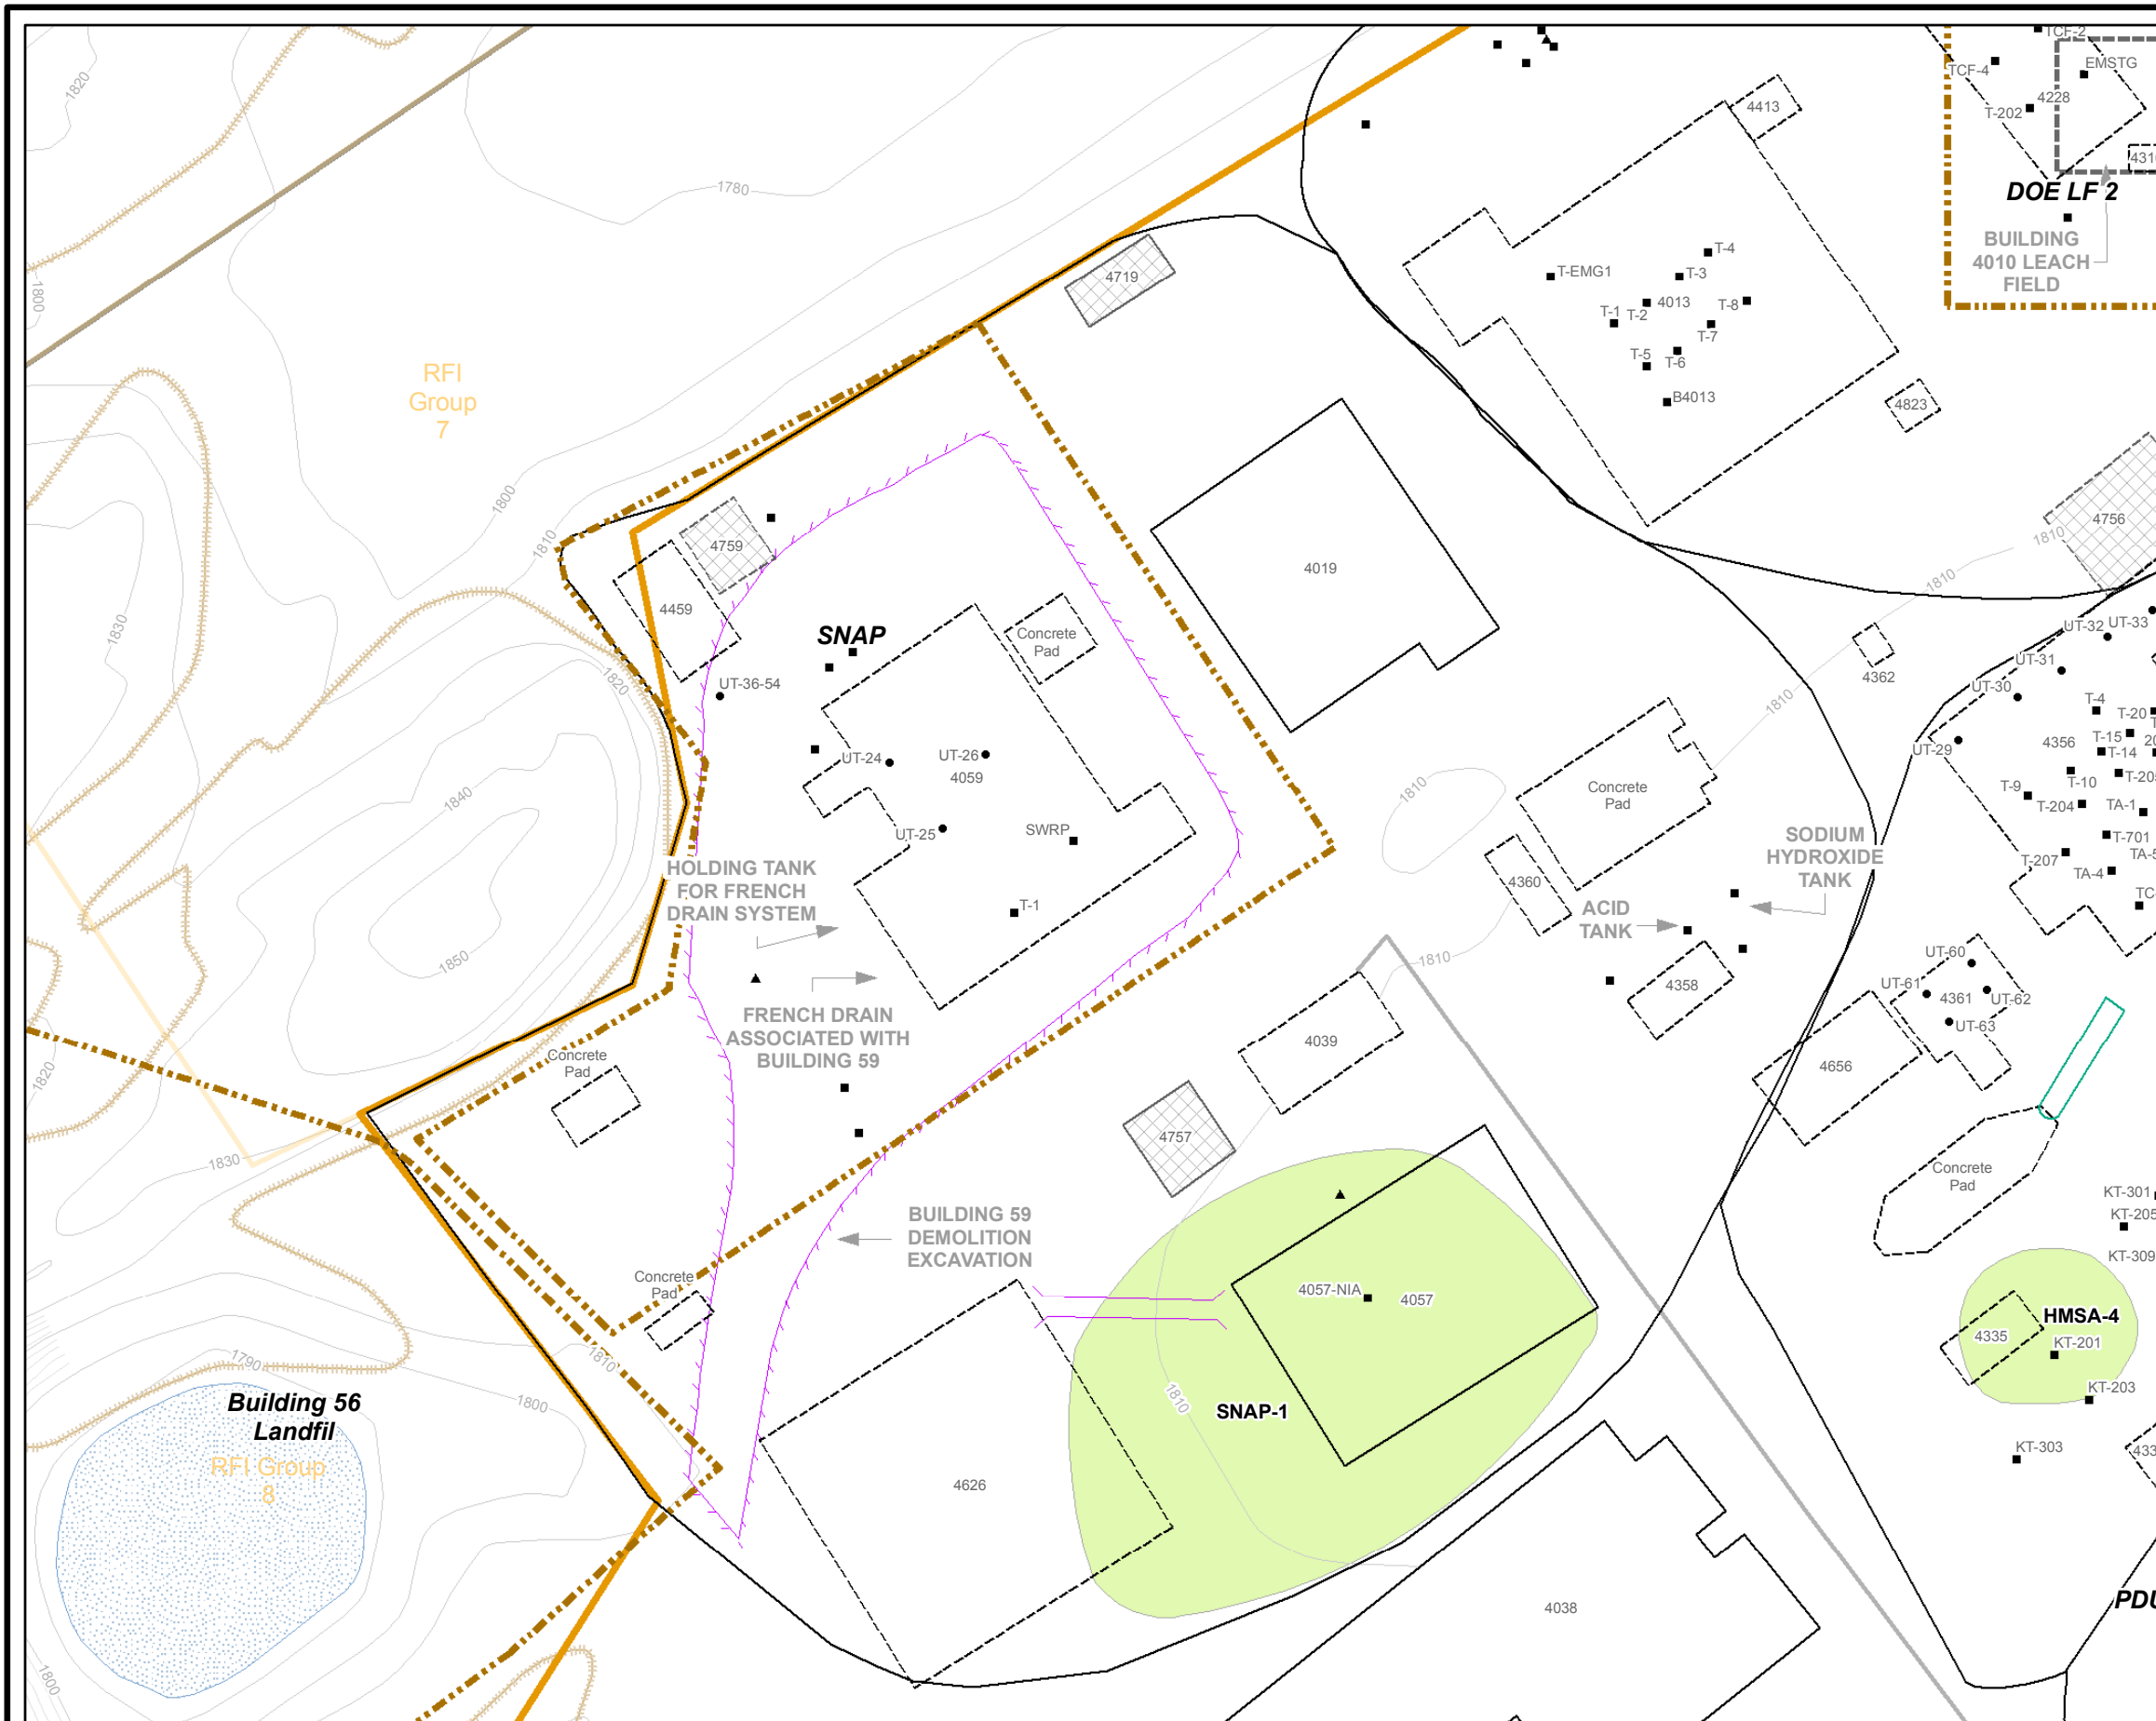 1820
TCF-2
TCF-4
EMSTG
4228
T-202
4413
DOE LF 2
BUILDING
4010 LEACH
FIELD
1780
1800
4719
T-4
T-EMG1
T-3
4013
T-8
T-1
T-2
T-7
T-5
T-6
B4013
4823
RFI
Group
7
1800
1810
4759
4756
1810
1810
4019
4459
1830
SNAP
Concrete
Pad
UT-36-54
1820
4362
UT-32
UT-33
UT-31
UT-30
UT-29
T-4
T-20
4356
T-15
T-14
T-10
T-9
T-204
TA-1
T-701
T-207
TA-4
1810
UT-24
UT-26
4059
UT-25
SWRP
T-1
1840
1850
1810
Concrete
Pad
4360
SODIUM
HYDROXIDE
TANK
ACID
TANK
HOLDING TANK
FOR FRENCH
DRAIN SYSTEM
FRENCH DRAIN
ASSOCIATED WITH
BUILDING 59
1810
4358
UT-60
UT-61
4361
UT-62
UT-63
4039
4656
1820
Concrete
Pad
4757
1830
Concrete
Pad
KT-301
KT-205
KT-309
BUILDING 59
DEMOLITION
EXCAVATION
Concrete
Pad
4057-NIA
4057
HMSA-4
4335
KT-201
KT-203
1790
1810
1800
Building 56
Landfil
RFI Group
8
1810
SNAP-1
KT-303
4626
4038
1800